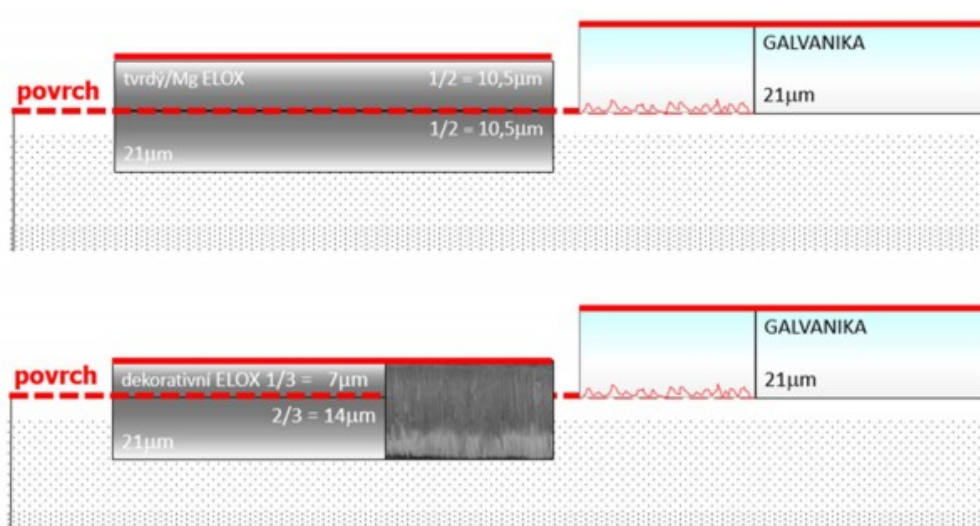 povrch
tvrdý/Mg ELOX 1/2 = 10,5µm
1/2 = 10,5µm
21µm
GALVANIKA
21µm
povrch
dekorativní ELOX 1/3 = 7µm
2/3 = 14µm
21µm
GALVANIKA
21µm